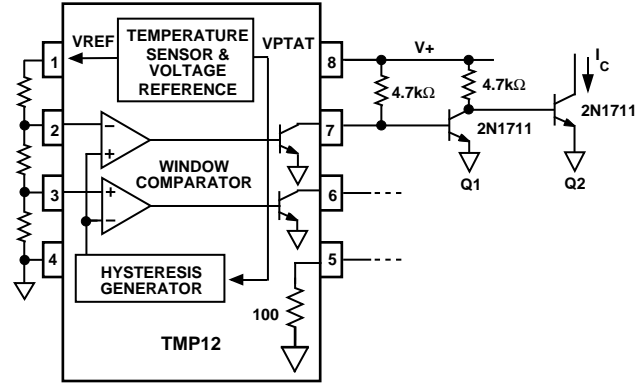 1
VREF
TEMPERATURE
SENSOR &
VOLTAGE
REFERENCE
VPTAT
8
V+
IC
4.7kΩ
4.7kΩ
2N1711
2
−
+
7
2N1711
WINDOW
COMPARATOR
Q1
Q2
3
+
−
6
4
HYSTERESIS
GENERATOR
5
100
TMP12